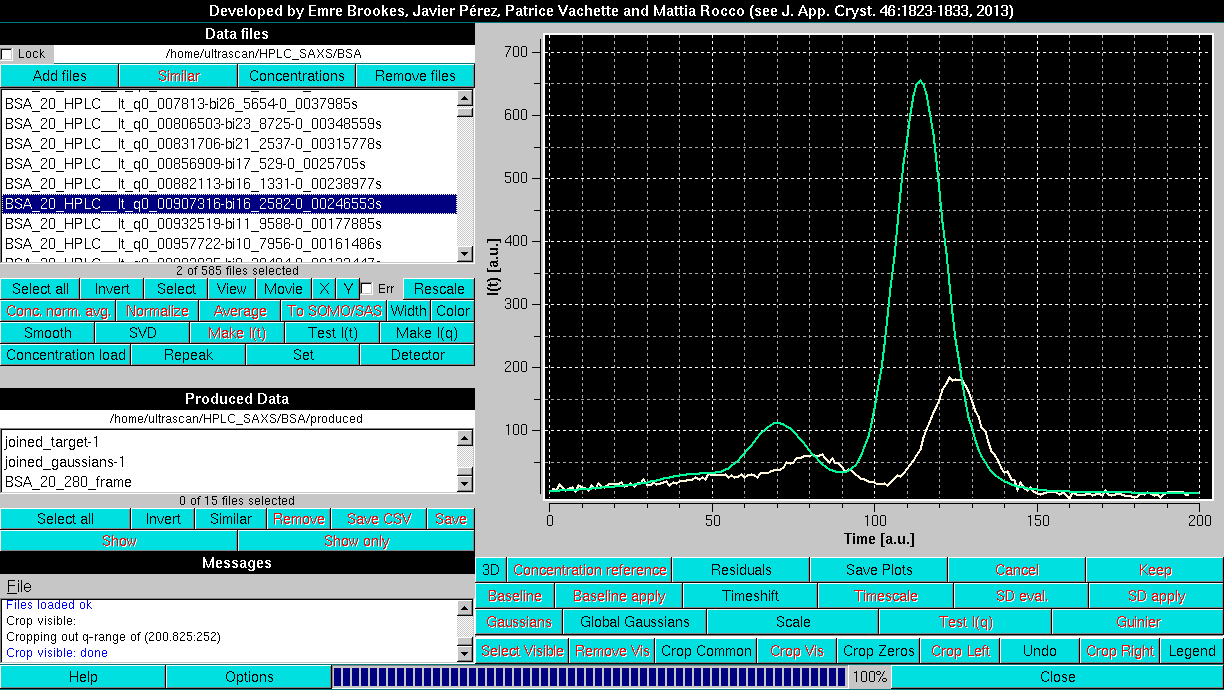 Developed by Emre Brookes, Javier Pérez, Patrice Vachette and Mattia Rocco (see J. App. Cryst. 46:1823-1833, 2013)
Data files
Lock /home/ultrascan/HPLC_SAXS/BSA
Add files Similar Concentrations Remove files
BSA_20_HPLC__It_q0_007813-bi26_5654-0_0037985s
BSA_20_HPLC__It_q0_00806503-bi23_8725-0_00348559s
BSA_20_HPLC__It_q0_00831706-bi21_2537-0_00315778s
BSA_20_HPLC__It_q0_00856909-bi17_529-0_0025705s
BSA_20_HPLC__It_q0_00882113-bi16_1331-0_00238977s
BSA_20_HPLC__It_q0_00907316-bi16_2582-0_00246553s
BSA_20_HPLC__It_q0_00932519-bi11_9588-0_00177885s
BSA_20_HPLC__It_q0_00957722-bi10_7956-0_00161486s
2 of 585 files selected
Select all Invert Select View Movie X Y Err Rescale
Conc. norm. avg. Normalize Average To SOMO/SAS Width Color
Smooth SVD Make I(t) Test I(t) Make I(q)
Concentration load Repeak Set Detector
Produced Data
/home/ultrascan/HPLC_SAXS/BSA/produced
joined_target-1
joined_gaussians-1
BSA_20_280_frame
0 of 15 files selected
Select all Invert Similar Remove Save CSV Save
Show Show only
Messages
File
Files loaded ok
Crop visible:
Cropping out q-range of (200.825:252)
Crop visible: done
Help Options 100% Close
700
600
500
400
300
200
100
I(t) [a.u.]
0 50 100 150 200
Time [a.u.]
3D Concentration reference Residuals Save Plots Cancel Keep
Baseline Baseline apply Timeshift Timescale SD eval. SD apply
Gaussians Global Gaussians Scale Test I(q) Guinier
Select Visible Remove Vis Crop Common Crop Vis Crop Zeros Crop Left Undo Crop Right Legend